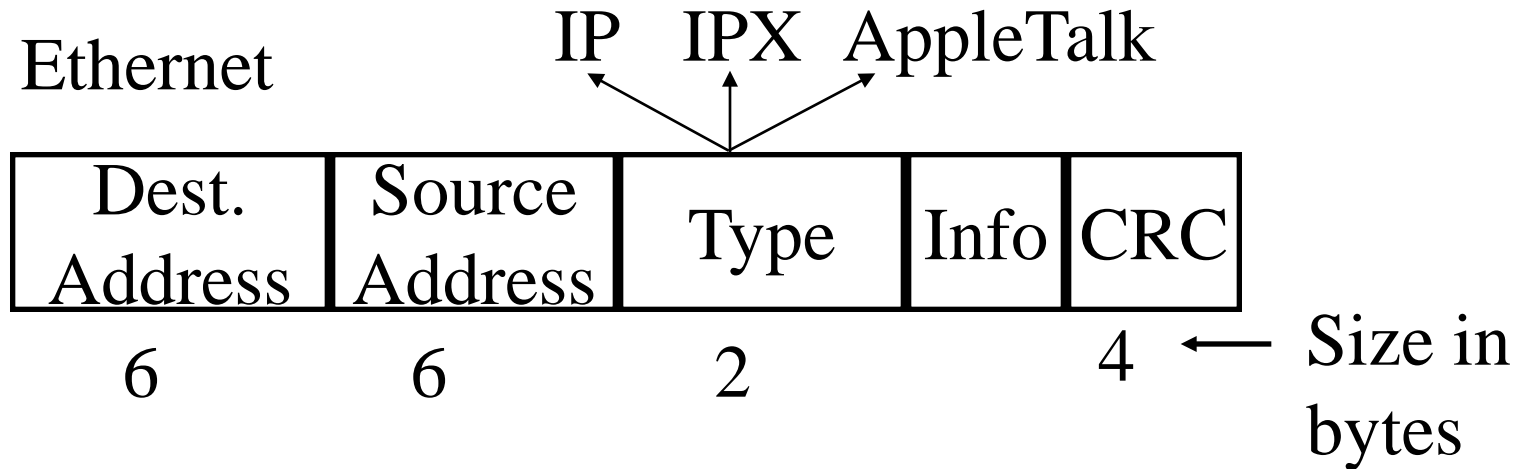 Ethernet
IP IPX AppleTalk
Dest.
Address
Source
Address
Type
Info
CRC
6 6 2 4
Size in
bytes